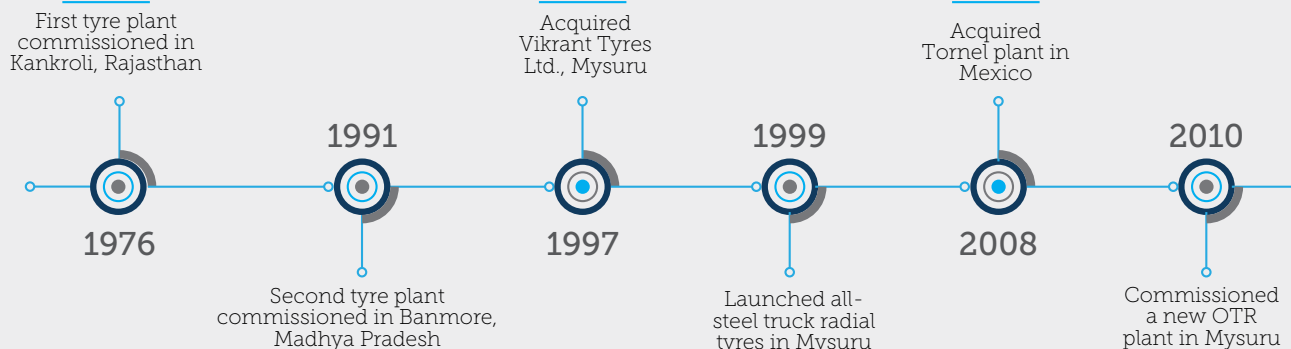 First tyre plant
commissioned in
Kankroli, Rajasthan
1976
1991
Second tyre plant
commissioned in Banmore,
Madhya Pradesh
Acquired
Vikrant Tyres
Ltd., Mysuru
1997
1999
Launched all-
steel truck radial
tyres in Mysuru
Acquired
Tornel plant in
Mexico
2008
2010
Commissioned
a new OTR
plant in Mysuru